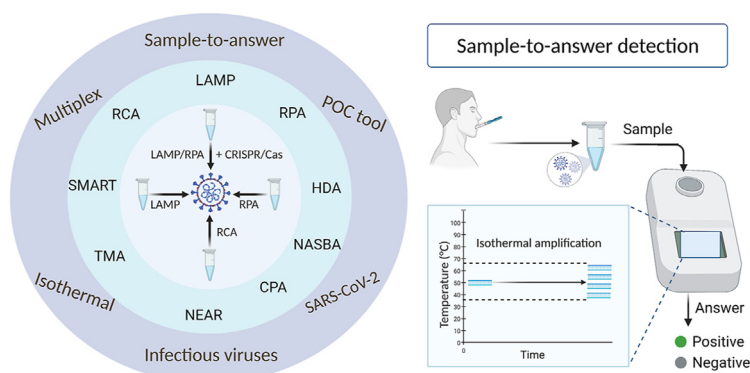 Sample-to-answer
Multiplex
POC tool
Isothermal
SARS-CoV-2
Infectious viruses
LAMP
RCA
RPA
SMART
HDA
TMA
NASBA
CPA
NEAR
LAMP/RPA + CRISPR/Cas
LAMP
RPA
RCA
Sample-to-answer detection
Sample
Isothermal amplification
Temperature (ºC)
100
90
80
70
60
50
40
30
20
10
0
0
Time
Answer
Positive
Negative